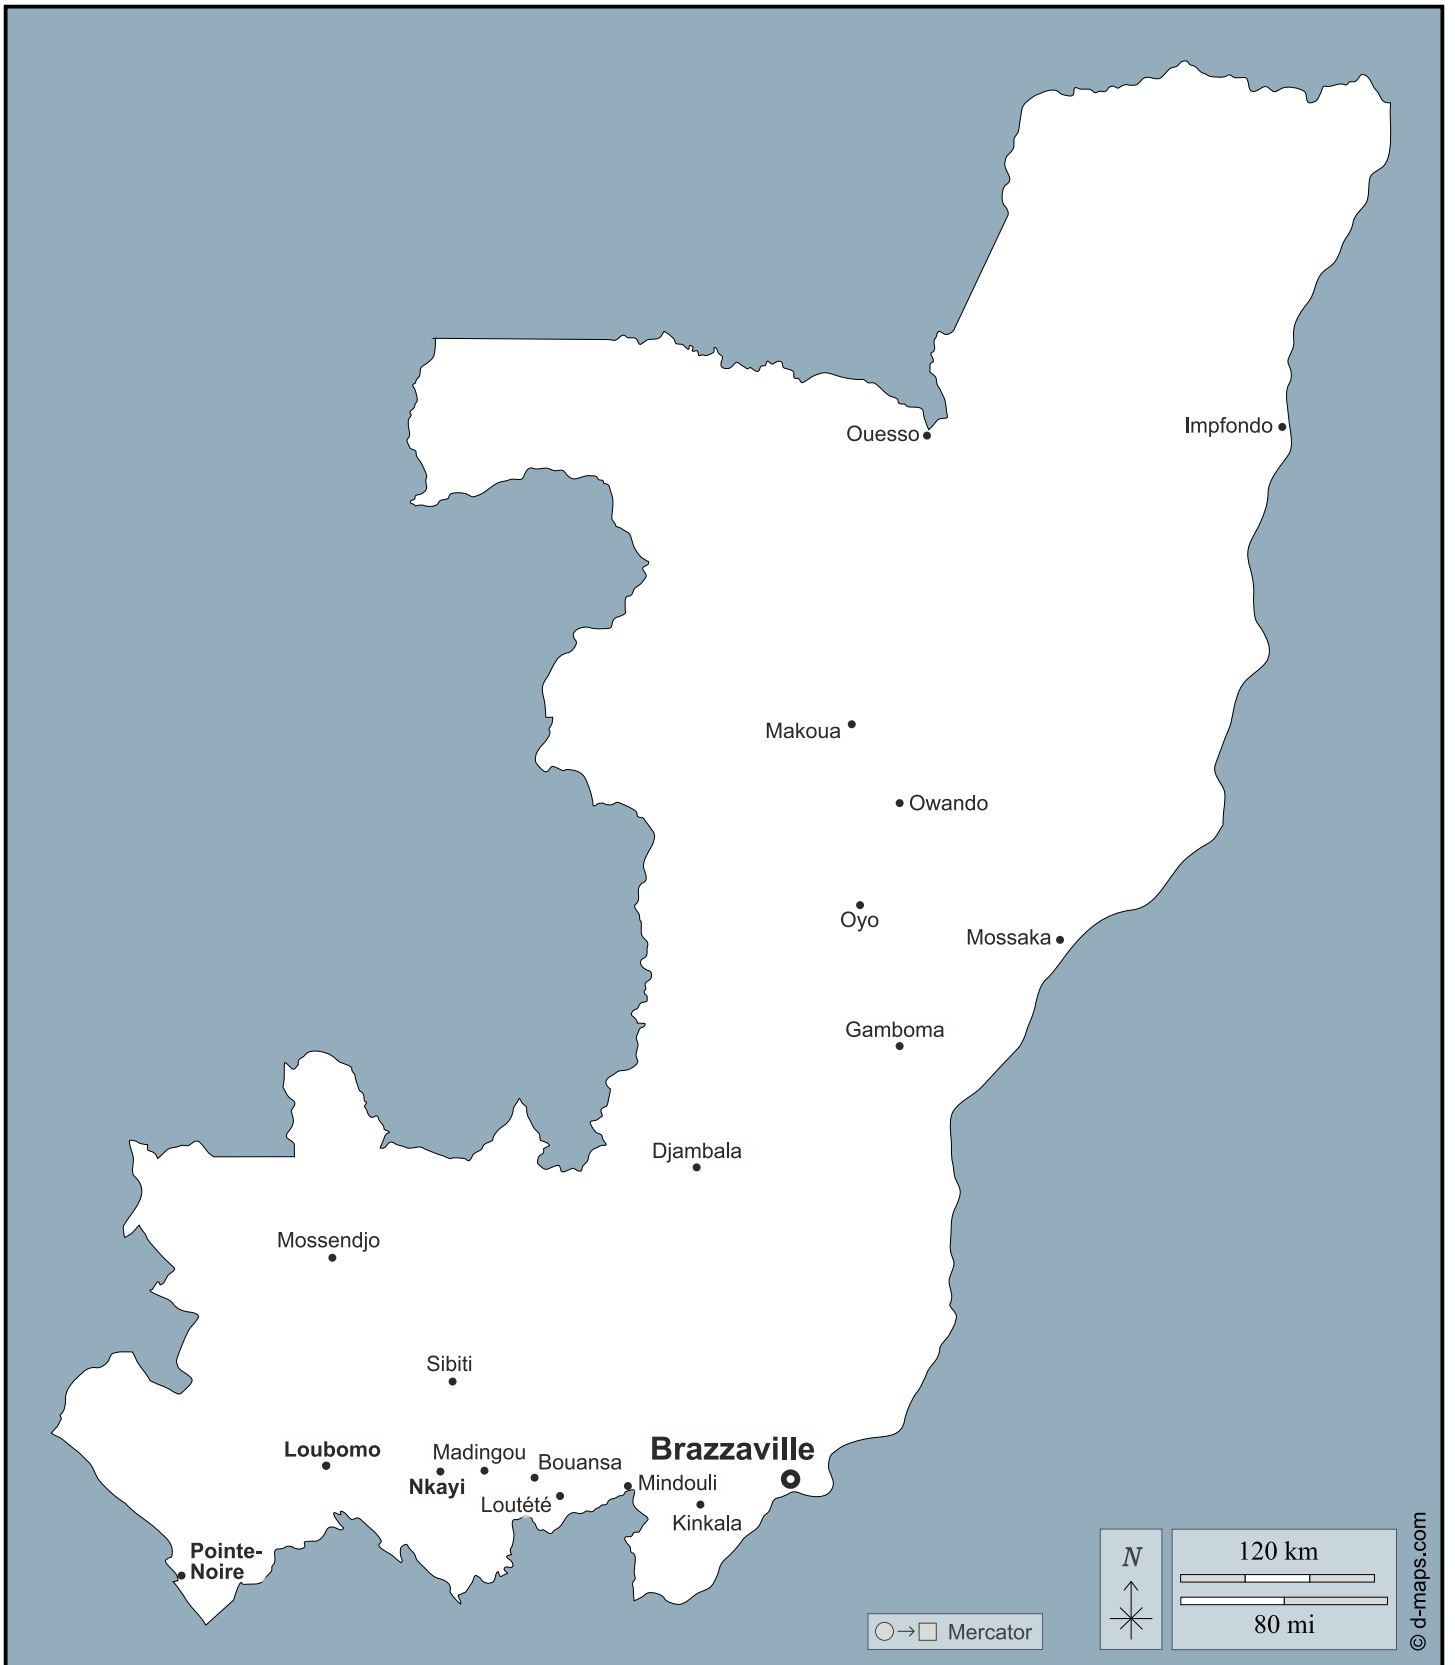 Ouesso
Impfondo
Makoua
Owando
Oyo
Mossaka
Gamboma
Djambala
Mossendjo
Sibiti
Loubomo
Madingou
Nkayi
Bouansa
Loutété
Brazzaville
Mindouli
Kinkala
Pointe-
Noire
N
120 km
80 mi
Mercator
© d-maps.com